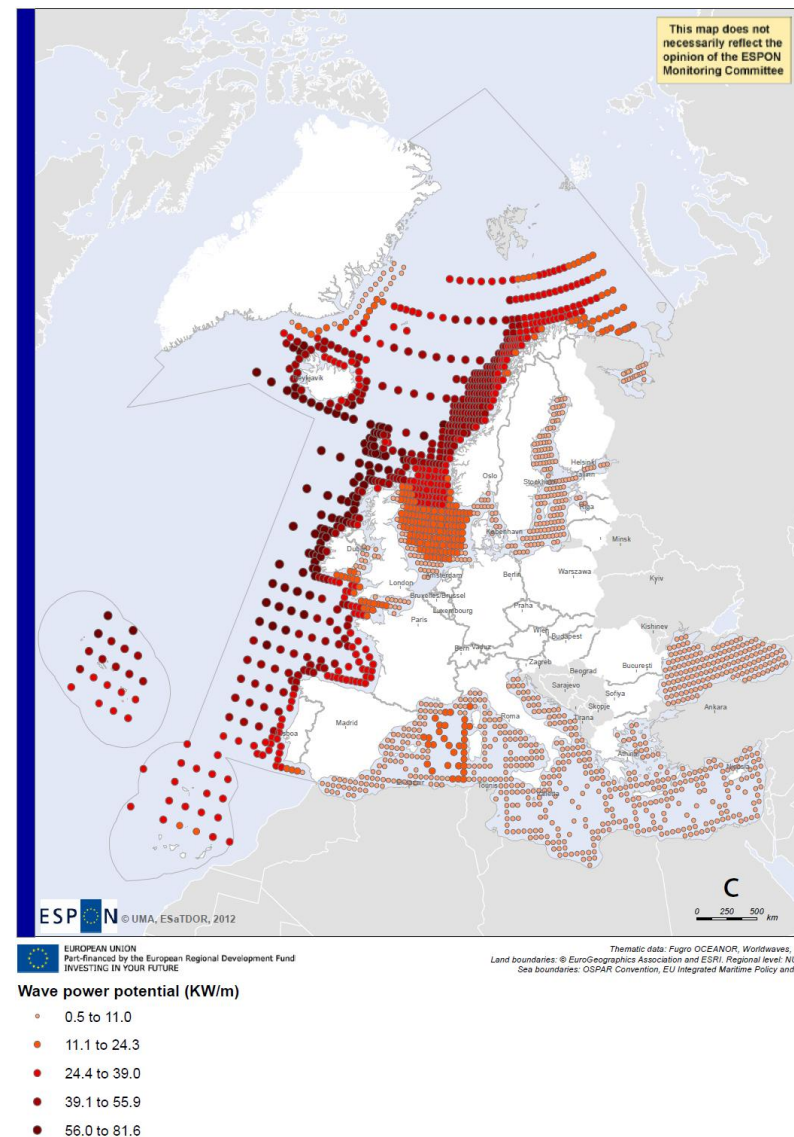 This map does not
necessarily reflect the
opinion of the ESPON
Monitoring Committee
Reykjavik
Oslo
Helsinki
Tallinn
Stockholm
Riga
København
Dublin
Minsk
London
Amsterdam
Berlin
Warszawa
Bruxelles/Brussel
Kyiv
Luxembourg
Paris
Praha
Kishinev
Wien
Budapest
Bern
Vaduz
Zagreb
Beograd
Bucureşti
Sarajevo
Sofiya
Skopje
Roma
Tirana
Ankara
Madrid
Lisboa
Tounis
C
0 250 500 km
ESPON © UMA, ESaTDOR, 2012
EUROPEAN UNION
Part-financed by the European Regional Development Fund
INVESTING IN YOUR FUTURE
Thematic data: Fugro OCEANOR, Worldwaves,
Land boundaries: © EuroGeographics Association and ESRI. Regional level: NU
Sea boundaries: OSPAR Convention, EU Integrated Maritime Policy and
Wave power potential (KW/m)
0.5 to 11.0
11.1 to 24.3
24.4 to 39.0
39.1 to 55.9
56.0 to 81.6